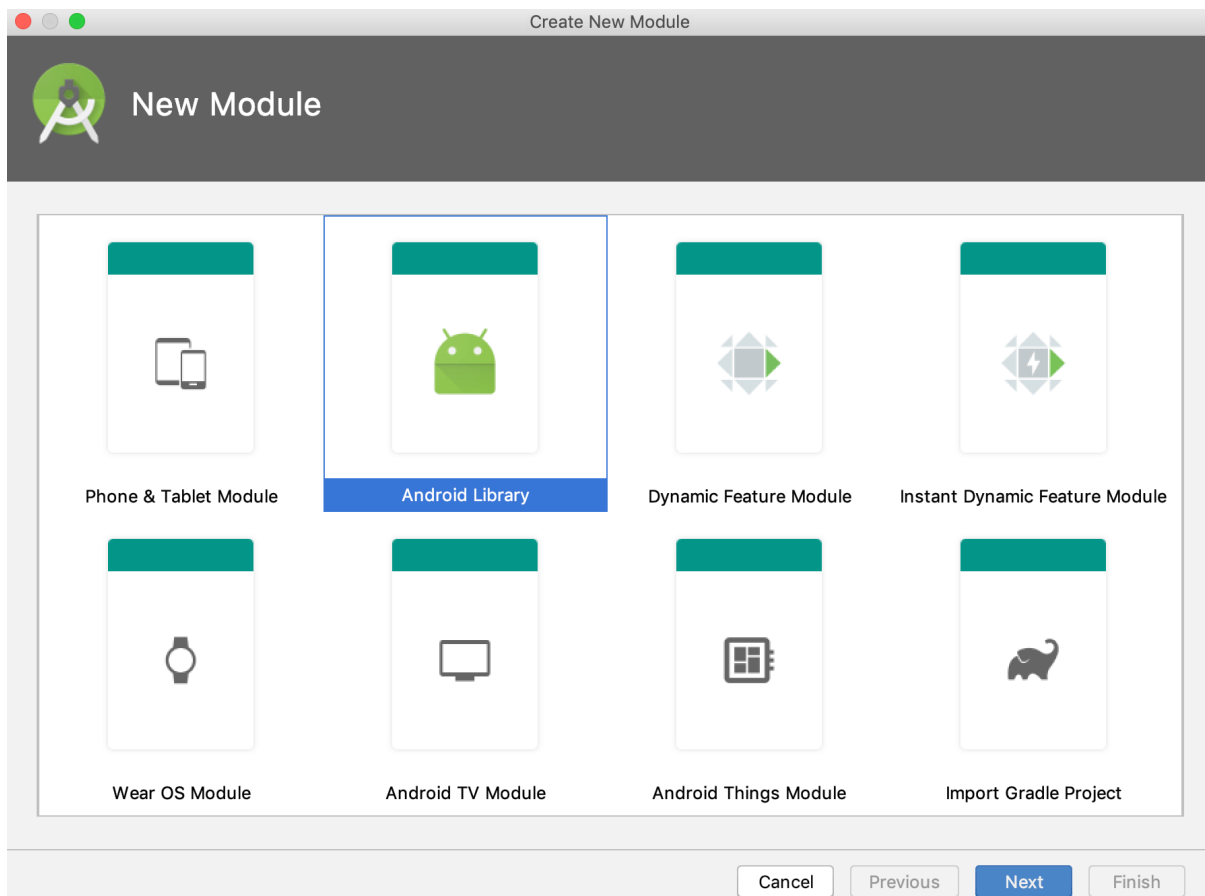 Create New Module
New Module
Phone & Tablet Module
Android Library
Dynamic Feature Module
Instant Dynamic Feature Module
Wear OS Module
Android TV Module
Android Things Module
Import Gradle Project
Cancel
Previous
Next
Finish